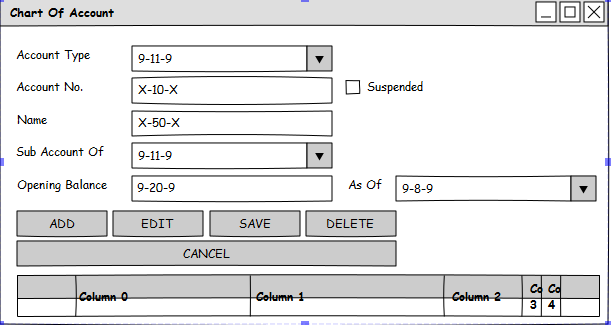 Chart Of Account
Account Type 9-11-9
Account No. X-10-X Suspended
Name X-50-X
Sub Account Of 9-11-9
Opening Balance 9-20-9 As Of 9-8-9
ADD EDIT SAVE DELETE
CANCEL
Column 0 Column 1 Column 2 Co 3 Co 4